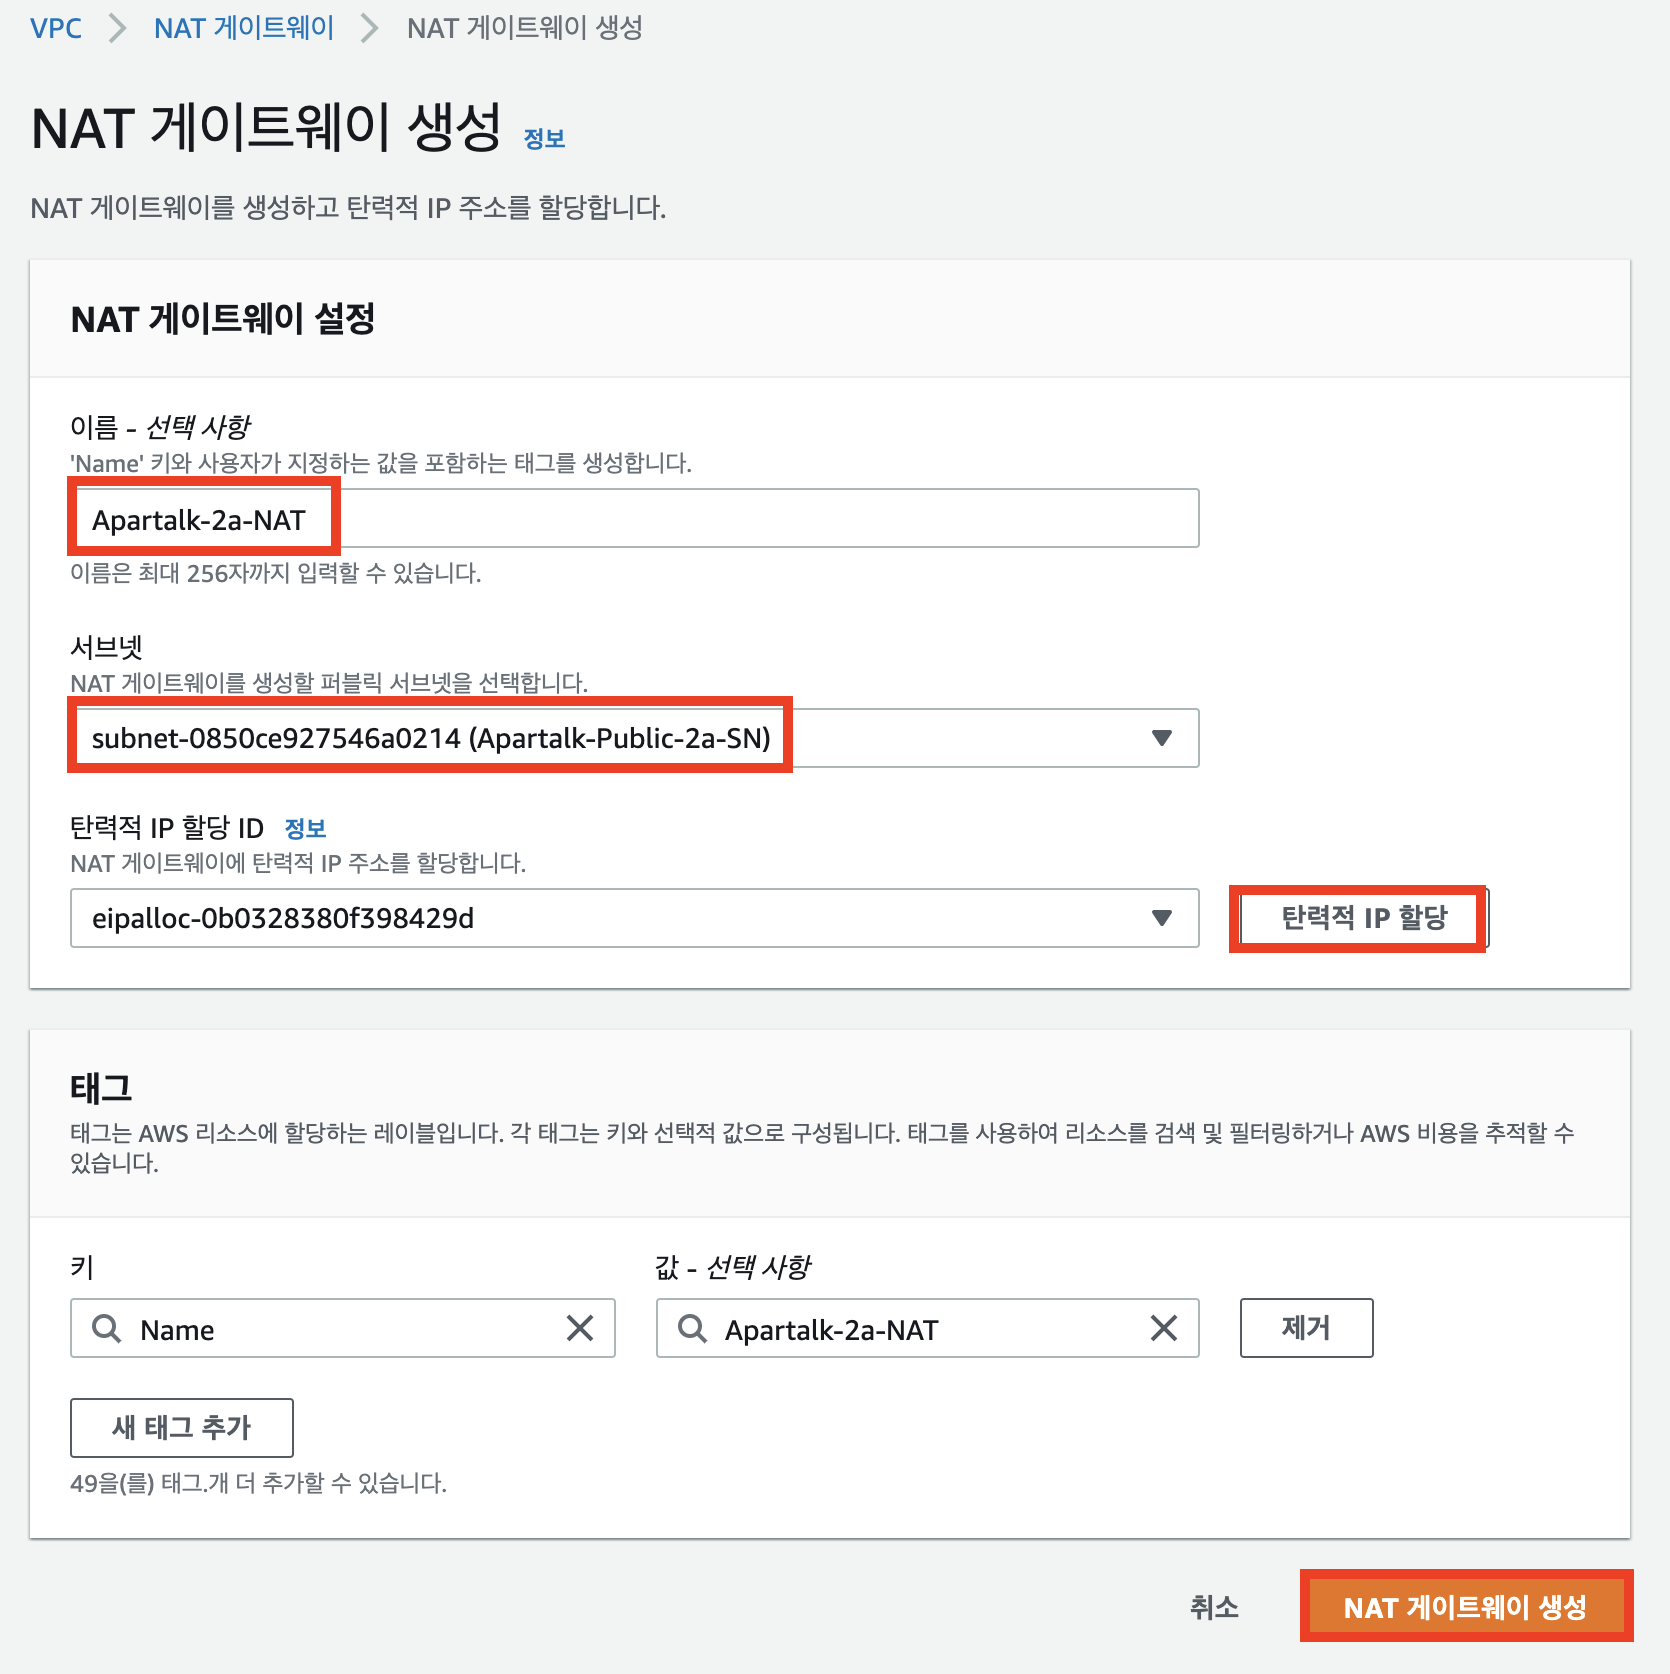 VPC > NAT 게이트웨이 > NAT 게이트웨이 생성
NAT 게이트웨이 생성 정보
NAT 게이트웨이를 생성하고 탄력적 IP 주소를 할당합니다.
NAT 게이트웨이 설정
이름 - 선택 사항
'Name' 키와 사용자가 지정하는 값을 포함하는 태그를 생성합니다.
Apartalk-2a-NAT
이름은 최대 256자까지 입력할 수 있습니다.
서브넷
NAT 게이트웨이를 생성할 퍼블릭 서브넷을 선택합니다.
subnet-0850ce927546a0214 (Apartalk-Public-2a-SN)
탄력적 IP 할당 ID 정보
NAT 게이트웨이에 탄력적 IP 주소를 할당합니다.
eipalloc-0b0328380f398429d 탄력적 IP 할당
태그
태그는 AWS 리소스에 할당하는 레이블입니다. 각 태그는 키와 선택적 값으로 구성됩니다. 태그를 사용하여 리소스를 검색 및 필터링하거나 AWS 비용을 추적할 수
있습니다.
키 값 - 선택 사항
Name Apartalk-2a-NAT 제거
새 태그 추가
49을(를) 태그.개 더 추가할 수 있습니다.
취소 NAT 게이트웨이 생성